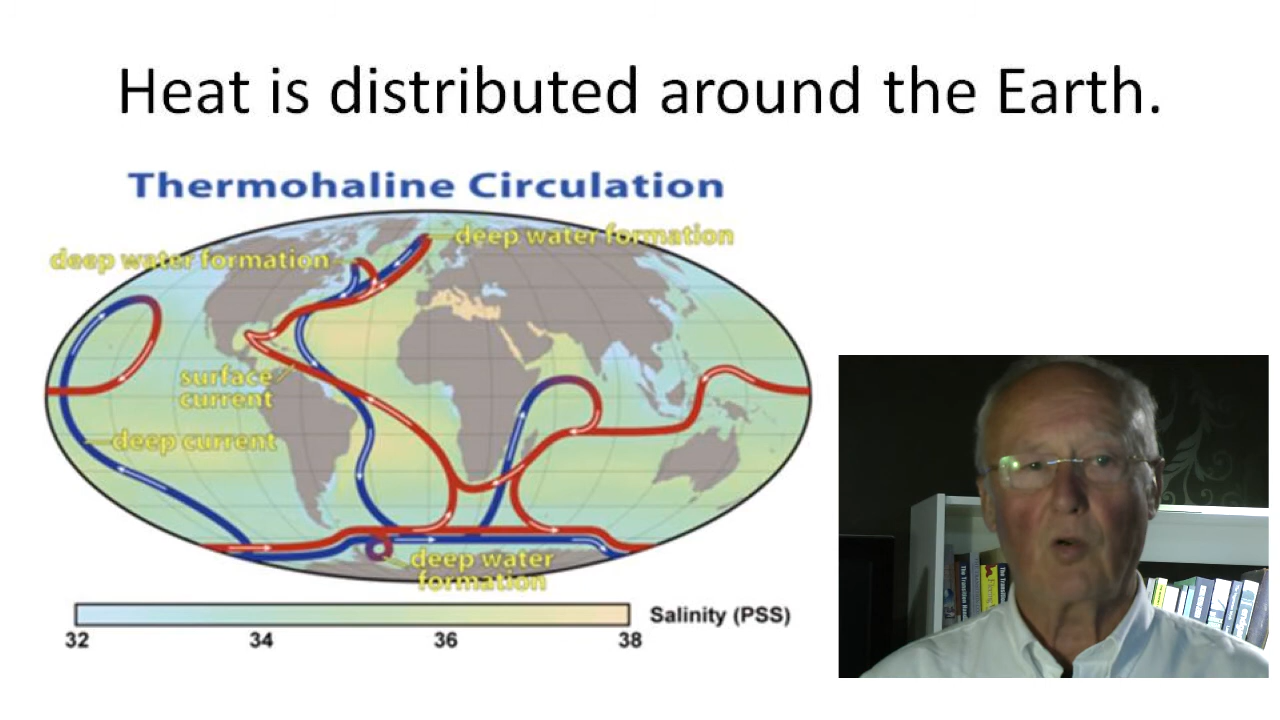 Heat is distributed around the Earth.
Thermohaline Circulation
deep water formation
deep water formation
surface
current
deep current
deep water
formation
Salinity (PSS)
32 34 36 38